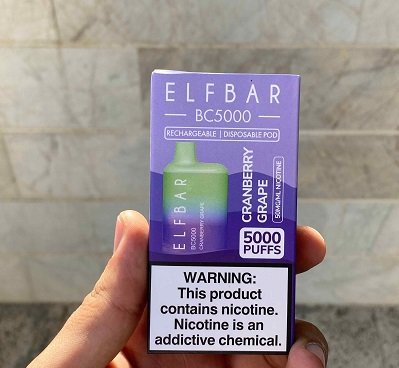 ELFBAR
BC5000
RECHARGEABLE | DISPOSABLE POD
CRANBERRY
GRAPE
50MG/ML NICOTINE
ELFBAR
BC5000
CRANBERRY GRAPE
5000
PUFFS
WARNING:
This product
contains nicotine.
Nicotine is an
addictive chemical.